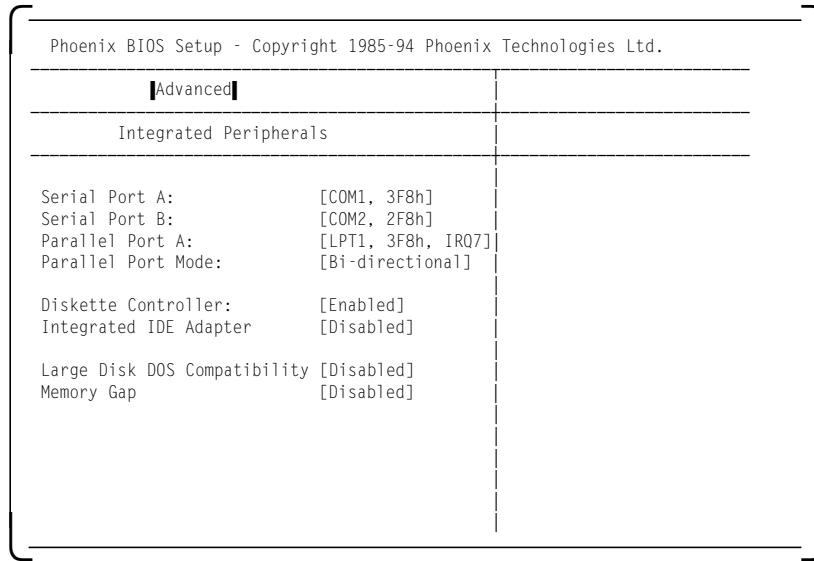 Phoenix BIOS Setup - Copyright 1985-94 Phoenix Technologies Ltd.
Advanced
Integrated Peripherals
Serial Port A: [COM1, 3F8h]
Serial Port B: [COM2, 2F8h]
Parallel Port A: [LPT1, 3F8h, IRQ7]
Parallel Port Mode: [Bi-directional]
Diskette Controller: [Enabled]
Integrated IDE Adapter [Disabled]
Large Disk DOS Compatibility [Disabled]
Memory Gap [Disabled]